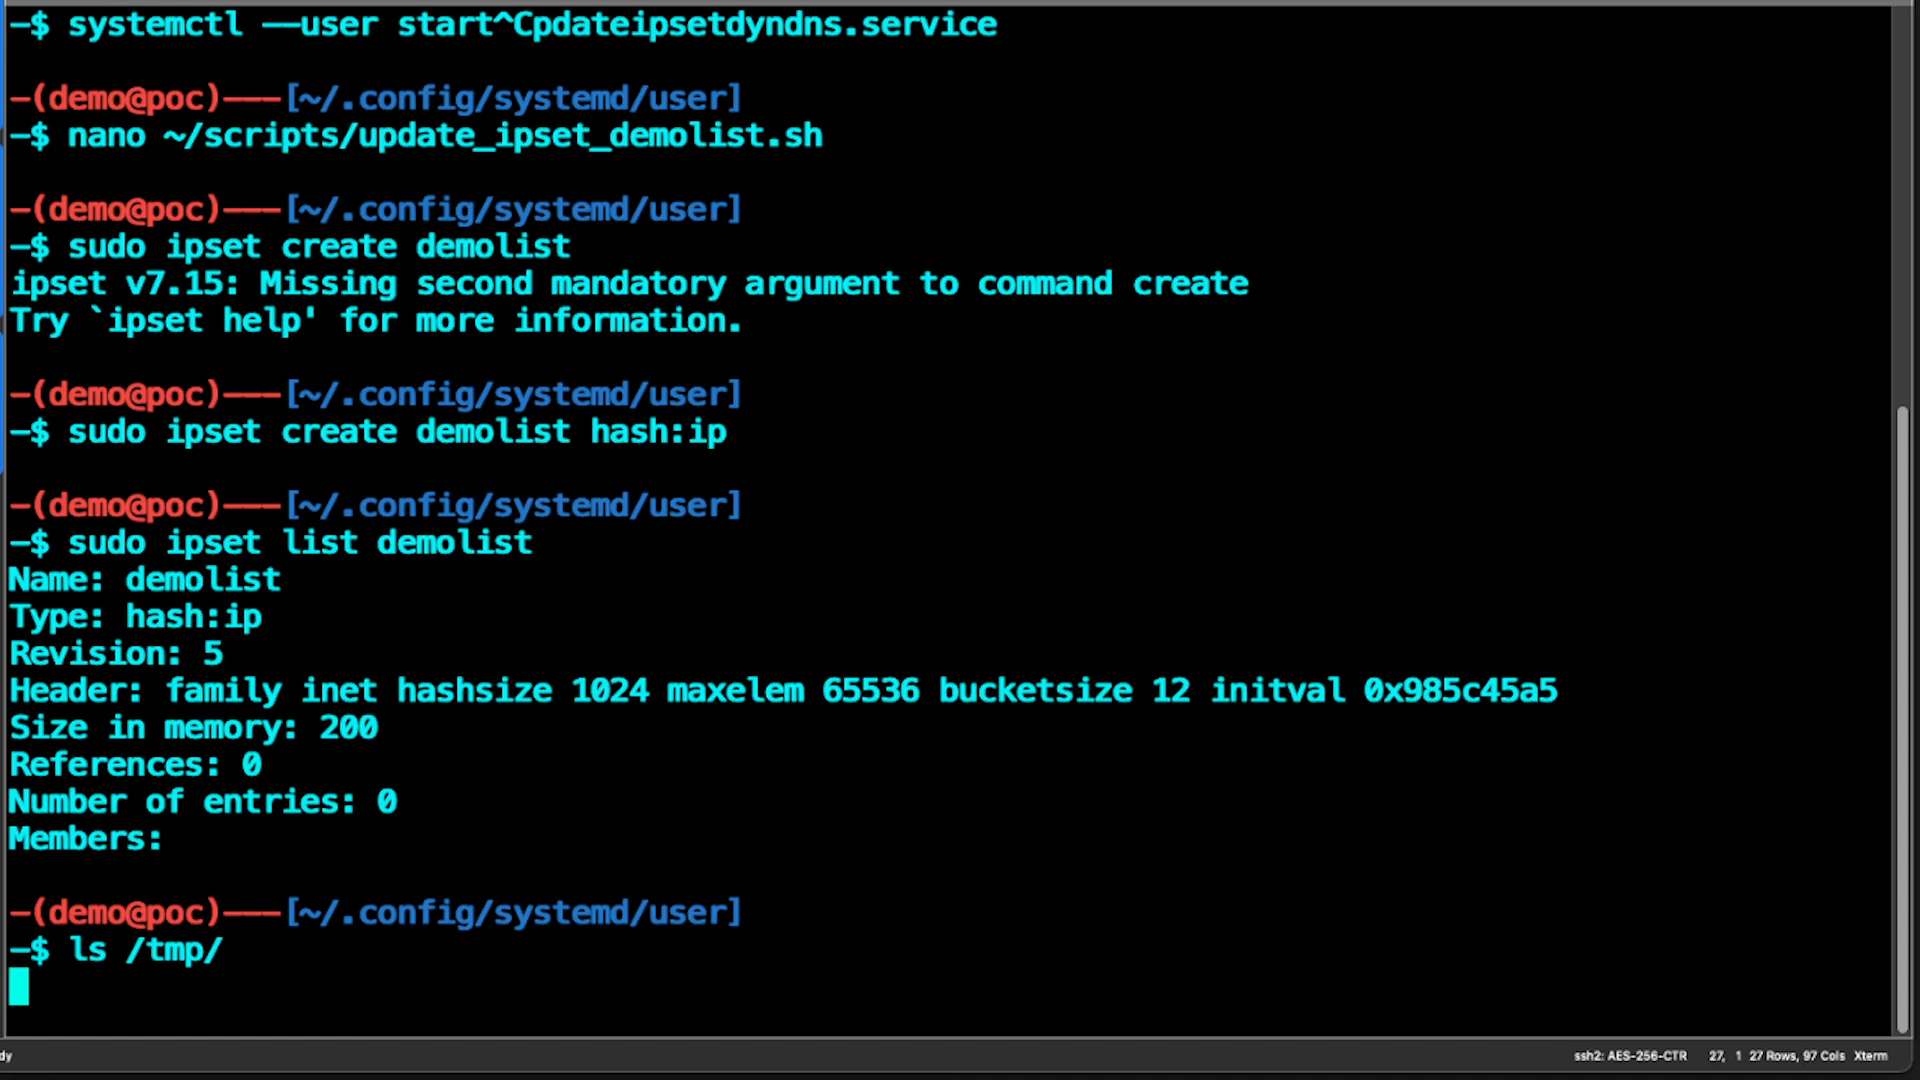 —$ systemctl ——user start^Cpdateipsetdyndns.service
—(demo@poc)———[~/.config/systemd/user]
—$ nano ~/scripts/update_ipset_demolist.sh
—(demo@poc)———[~/.config/systemd/user]
—$ sudo ipset create demolist
ipset v7.15: Missing second mandatory argument to command create
Try `ipset help' for more information.
—(demo@poc)———[~/.config/systemd/user]
—$ sudo ipset create demolist hash:ip
—(demo@poc)———[~/.config/systemd/user]
—$ sudo ipset list demolist
Name: demolist
Type: hash:ip
Revision: 5
Header: family inet hashsize 1024 maxelem 65536 bucketsize 12 initval 0x985c45a5
Size in memory: 200
References: 0
Number of entries: 0
Members:
—(demo@poc)———[~/.config/systemd/user]
—$ ls /tmp/
dy ssh2: AES-256-CTR 27, 1 27 Rows, 97 Cols Xterm